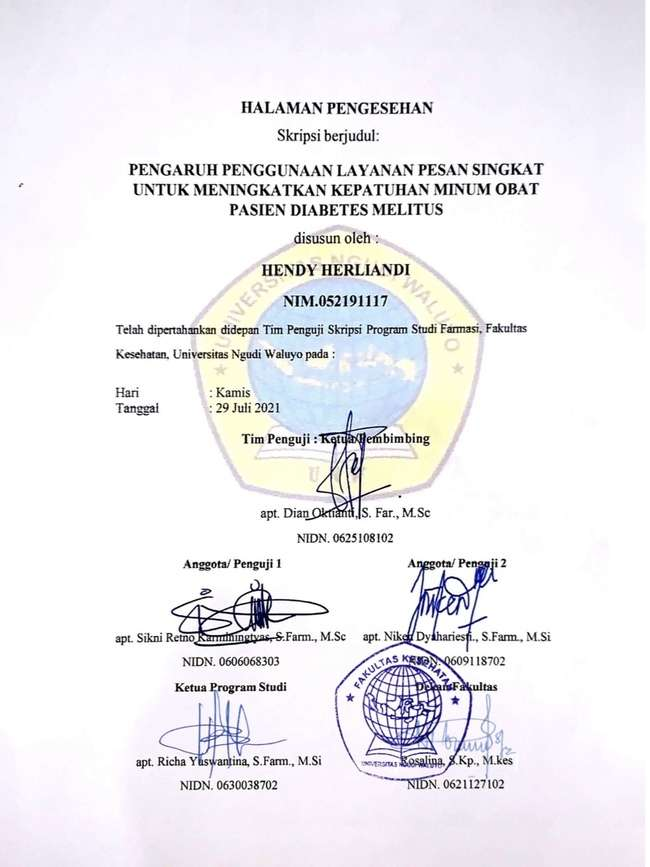 HALAMAN PENGESEHAN
Skripsi berjudul:
PENGARUH PENGGUNAAN LAYANAN PESAN SINGKAT
UNTUK MENINGKATKAN KEPATUHAN MINUM OBAT
PASIEN DIABETES MELITUS
disusun oleh :
HENDY HERLIANDI
NIM.052191117
UNIVERSITAS NGUDI WALUYO
Telah dipertahankan didepan Tim Penguji Skripsi Program Studi Farmasi, Fakultas
Kesehatan, Universitas Ngudi Waluyo pada :
Hari : Kamis
Tanggal : 29 Juli 2021
Tim Penguji : Ketua/Pembimbing
apt. Dian Oktianti, S. Far., M.Sc
NIDN. 0625108102
Anggota/ Penguji 1 Anggota/ Penguji 2
apt. Sikni Retno Karminingtyas, S.Farm., M.Sc apt. Niken Dyahariesti., S.Farm., M.Si
NIDN. 0606068303 NIDN. 0609118702
Ketua Program Studi Dekan Fakultas
FAKULTAS KESEHATAN
UNIVERSITAS NGUDI WALUYO
apt. Richa Yuswantina, S.Farm., M.Si Rosalina, S.Kp., M.kes
NIDN. 0630038702 NIDN. 0621127102